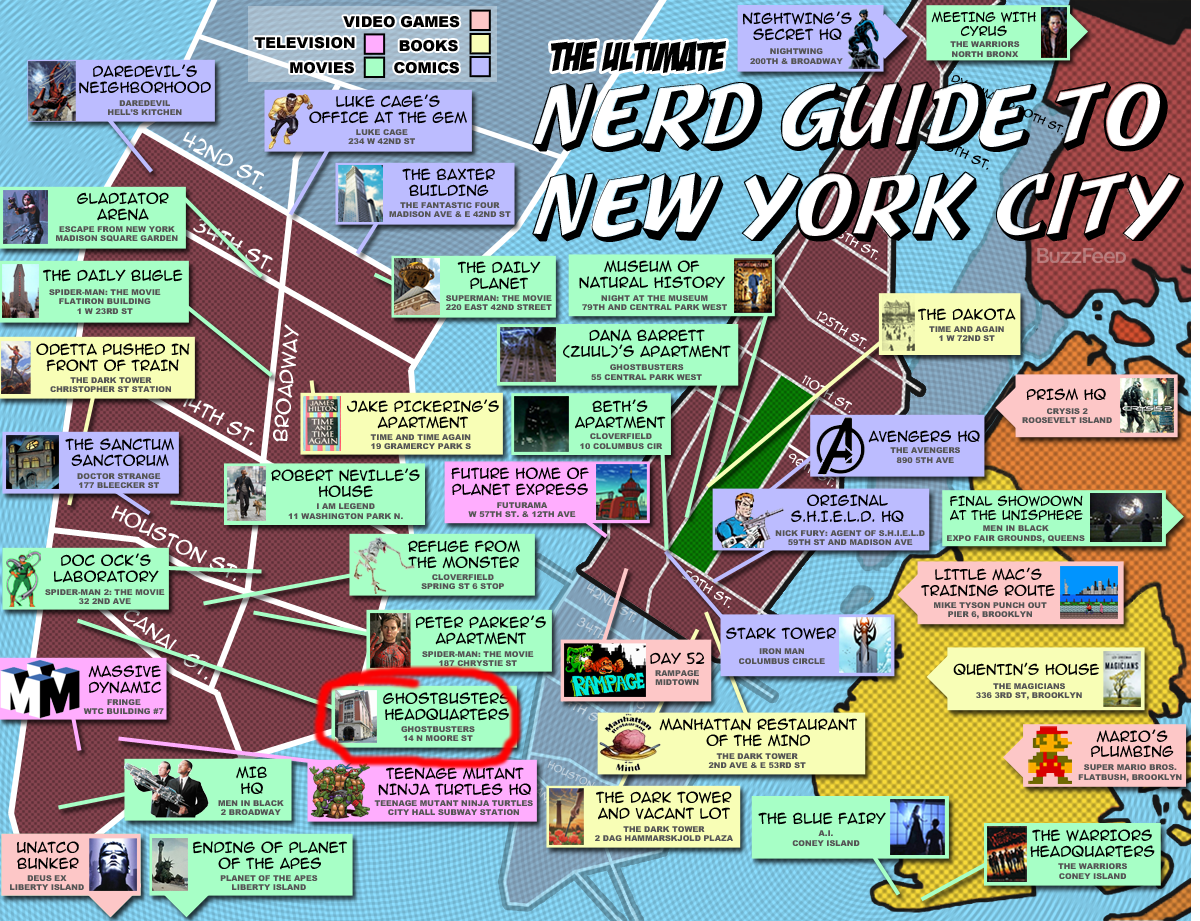 VIDEO GAMES
TELEVISION
BOOKS
MOVIES
COMICS
THE ULTIMATE
NERD GUIDE TO
NEW YORK CITY
BuzzFeed
NIGHTWING'S
SECRET HQ
NIGHTWING
200TH & BROADWAY
MEETING WITH
CYRUS
THE WARRIORS
NORTH BRONX
DAREDEVIL'S
NEIGHBORHOOD
DAREDEVIL
HELL'S KITCHEN
LUKE CAGE'S
OFFICE AT THE GEM
LUKE CAGE
234 W 42ND ST
THE BAXTER
BUILDING
THE FANTASTIC FOUR
MADISON AVE & E 42ND ST
42ND ST.
GLADIATOR
ARENA
ESCAPE FROM NEW YORK
MADISON SQUARE GARDEN
34TH ST.
THE DAILY BUGLE
SPIDER-MAN: THE MOVIE
FLATIRON BUILDING
1 W 23RD ST
THE DAILY
PLANET
SUPERMAN: THE MOVIE
220 EAST 42ND STREET
MUSEUM OF
NATURAL HISTORY
NIGHT AT THE MUSEUM
79TH AND CENTRAL PARK WEST
THE DAKOTA
TIME AND AGAIN
1 W 72ND ST
125TH ST.
110TH ST.
DANA BARRETT
(ZUUL)'S APARTMENT
GHOSTBUSTERS
55 CENTRAL PARK WEST
ODETTA PUSHED IN
FRONT OF TRAIN
THE DARK TOWER
CHRISTOPHER ST STATION
BROADWAY
14TH ST.
JAMES
HILTON
TIME
AND TIME
AGAIN
JAKE PICKERING'S
APARTMENT
TIME AND TIME AGAIN
19 GRAMERCY PARK S
BETH'S
APARTMENT
CLOVERFIELD
10 COLUMBUS CIR
PRISM HQ
CRYSIS 2
ROOSEVELT ISLAND
CRYSIS 2
AVENGERS HQ
THE AVENGERS
890 5TH AVE
THE SANCTUM
SANCTORUM
DOCTOR STRANGE
177 BLEECKER ST
ROBERT NEVILLE'S
HOUSE
I AM LEGEND
11 WASHINGTON PARK N.
FUTURE HOME OF
PLANET EXPRESS
FUTURAMA
W 57TH ST. & 12TH AVE
ORIGINAL
S.H.I.E.L.D. HQ
NICK FURY: AGENT OF S.H.I.E.L.D
59TH ST AND MADISON AVE
FINAL SHOWDOWN
AT THE UNISPHERE
MEN IN BLACK
EXPO FAIR GROUNDS, QUEENS
HOUSTON ST.
DOC OCK'S
LABORATORY
SPIDER-MAN 2: THE MOVIE
32 2ND AVE
REFUGE FROM
THE MONSTER
CLOVERFIELD
SPRING ST 6 STOP
59TH ST.
LITTLE MAC'S
TRAINING ROUTE
MIKE TYSON PUNCH OUT
PIER 6, BROOKLYN
CANAL ST.
PETER PARKER'S
APARTMENT
SPIDER-MAN: THE MOVIE
187 CHRYSTIE ST
STARK TOWER
IRON MAN
COLUMBUS CIRCLE
RAMPAGE
DAY 52
RAMPAGE
MIDTOWN
MASSIVE
DYNAMIC
FRINGE
WTC BUILDING #7
GHOSTBUSTERS
HEADQUARTERS
GHOSTBUSTERS
14 N MOORE ST
QUENTIN'S HOUSE
THE MAGICIANS
336 3RD ST, BROOKLYN
MAGICIANS
Manhattan
Restaurant
of the
Mind
MANHATTAN RESTAURANT
OF THE MIND
THE DARK TOWER
2ND AVE & E 53RD ST
MARIO'S
PLUMBING
SUPER MARIO BROS.
FLATBUSH, BROOKLYN
MIB
HQ
MEN IN BLACK
2 BROADWAY
TEENAGE MUTANT
NINJA TURTLES HQ
TEENAGE MUTANT NINJA TURTLES
CITY HALL SUBWAY STATION
THE DARK TOWER
AND VACANT LOT
THE DARK TOWER
2 DAG HAMMARSKJOLD PLAZA
THE BLUE FAIRY
A.I.
CONEY ISLAND
THE WARRIORS
HEADQUARTERS
THE WARRIORS
CONEY ISLAND
UNATCO
BUNKER
DEUS EX
LIBERTY ISLAND
ENDING OF PLANET
OF THE APES
PLANET OF THE APES
LIBERTY ISLAND